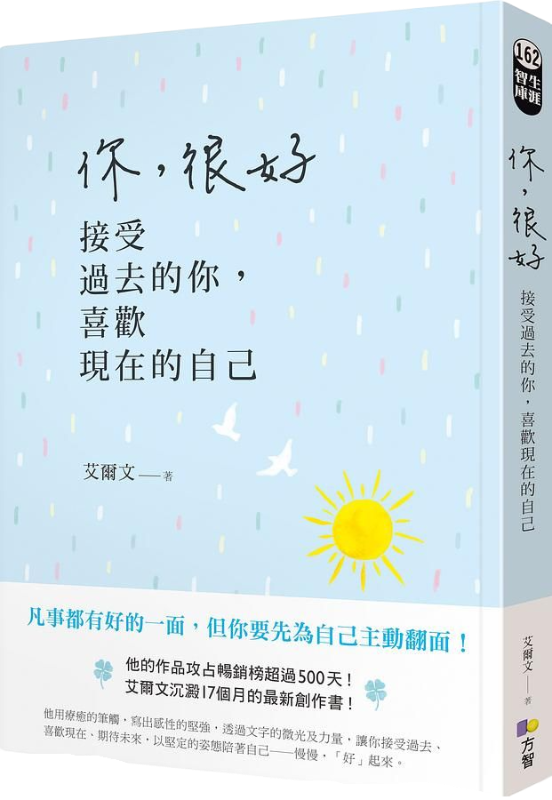 你，很好
接受
過去的你，
喜歡
現在的自己
艾爾文——著
凡事都有好的一面，但你要先為自己主動翻面！
他的作品攻占暢銷榜超過500天！
艾爾文沉澱17個月的最新創作書！
他用療癒的筆觸，寫出感性的堅強，透過文字的微光及力量，讓你接受過去、
喜歡現在、期待未來，以堅定的姿態陪著自己——慢慢，「好」起來。
162
生涯
智庫
你，很好
接受過去的你，喜歡現在的自己
艾爾文——著
方智